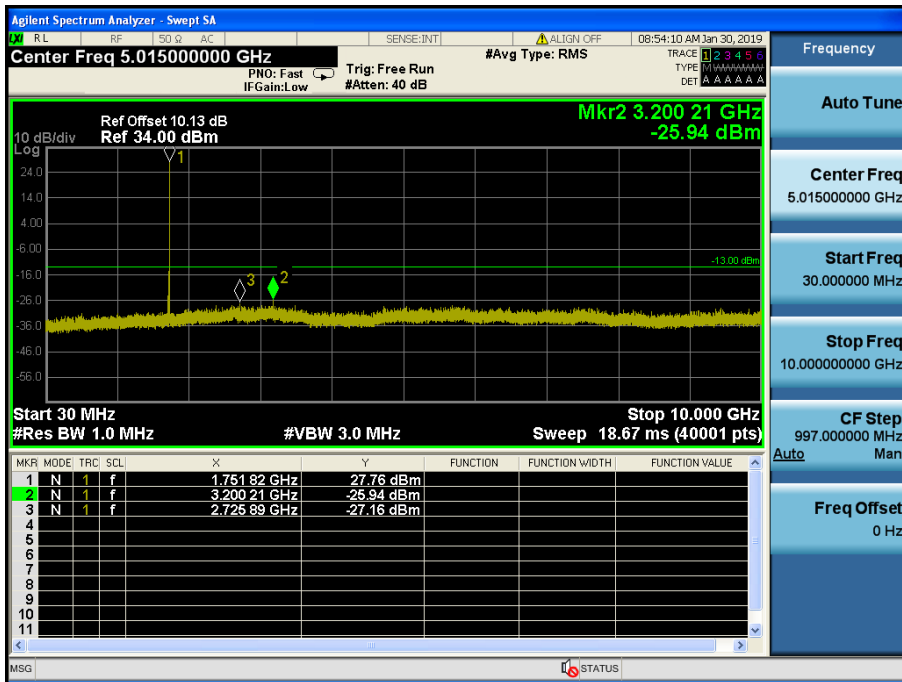 Agilent Spectrum Analyzer - Swept SA
LXI RL RF 50 Ω AC SENSE:INT ALIGN OFF 08:54:10 AM Jan 30, 2019
Center Freq 5.015000000 GHz
PNO: Fast
IFGain:Low
Trig: Free Run
#Atten: 40 dB
#Avg Type: RMS
TRACE 1 2 3 4 5 6
TYPE M
DET A A A A A A
Frequency
Auto Tune
Center Freq
5.015000000 GHz
Start Freq
30.000000 MHz
Stop Freq
10.000000000 GHz
CF Step
997.000000 MHz
Auto Man
Freq Offset
0 Hz
Mkr2 3.200 21 GHz
-25.94 dBm
Ref Offset 10.13 dB
10 dB/div Ref 34.00 dBm
Log
1
24.0
14.0
4.00
-6.00
-13.00 dBm
-16.0
3 2
-26.0
-36.0
-46.0
-56.0
Start 30 MHz Stop 10.000 GHz
#Res BW 1.0 MHz #VBW 3.0 MHz Sweep 18.67 ms (40001 pts)
MKR MODE TRC SCL X Y FUNCTION FUNCTION WIDTH FUNCTION VALUE
1 N 1 f 1.751 82 GHz 27.76 dBm
2 N 1 f 3.200 21 GHz -25.94 dBm
3 N 1 f 2.725 89 GHz -27.16 dBm
4
5
6
7
8
9
10
11
MSG STATUS